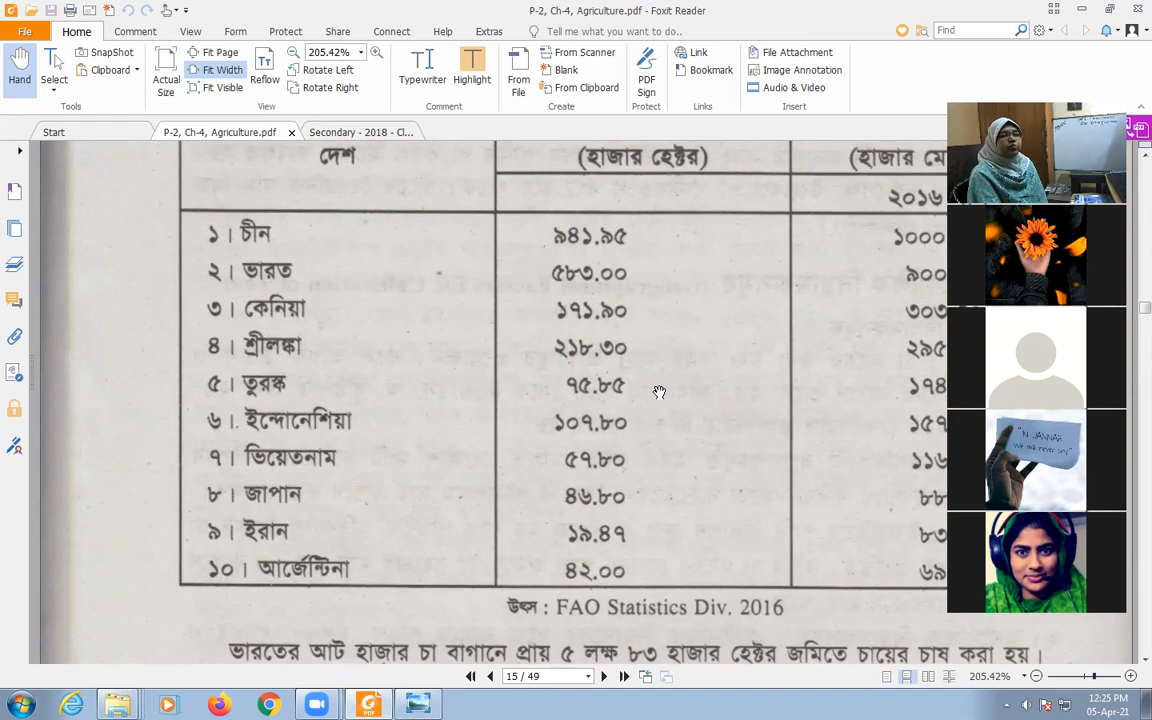 P-2, Ch-4, Agriculture.pdf - Foxit Reader
File Home Comment View Form Protect Share Connect Help Extras Tell me what you want to do.. Find
Hand Select SnapShot Clipboard Actual Size Fit Page Fit Width Fit Visible Reflow 205.42% Rotate Left Rotate Right Typewriter Highlight From File From Scanner Blank From Clipboard PDF Sign Link Bookmark File Attachment Image Annotation Audio & Video
Tools View Comment Create Protect Links Insert
Start P-2, Ch-4, Agriculture.pdf Secondary - 2018 - Cl...
দেশ (হাজার হেক্টর) (হাজার মে
২০১৬
১। চীন ৯৪১.৯৫ ১০০০
২। ভারত ৫৮৩.০০ ৯০০
৩। কেনিয়া ১৭১.৯০ ৩০৩
৪। শ্রীলঙ্কা ২১৮.৩০ ২৯৫
৫। তুরস্ক ৭৫.৮৫ ১৭৪
৬।. ইন্দোনেশিয়া ১০৭.৮০ ১৫৭
৭। ভিয়েতনাম ৫৭.৮০ ১১৬
৮। জাপান ৪৬.৮০ ৮৮
৯। ইরান ১৯.৪৭ ৮৩
১০। আর্জেন্টিনা ৪২.০০ ৬৯
উৎস : FAO Statistics Div. 2016
ভারতের আট হাজার চা বাগানে প্রায় ৫ লক্ষ ৮৩ হাজার হেক্টর জমিতে চায়ের চাষ করা হয়।
15 / 49 205.42%
12:25 PM
05-Apr-21